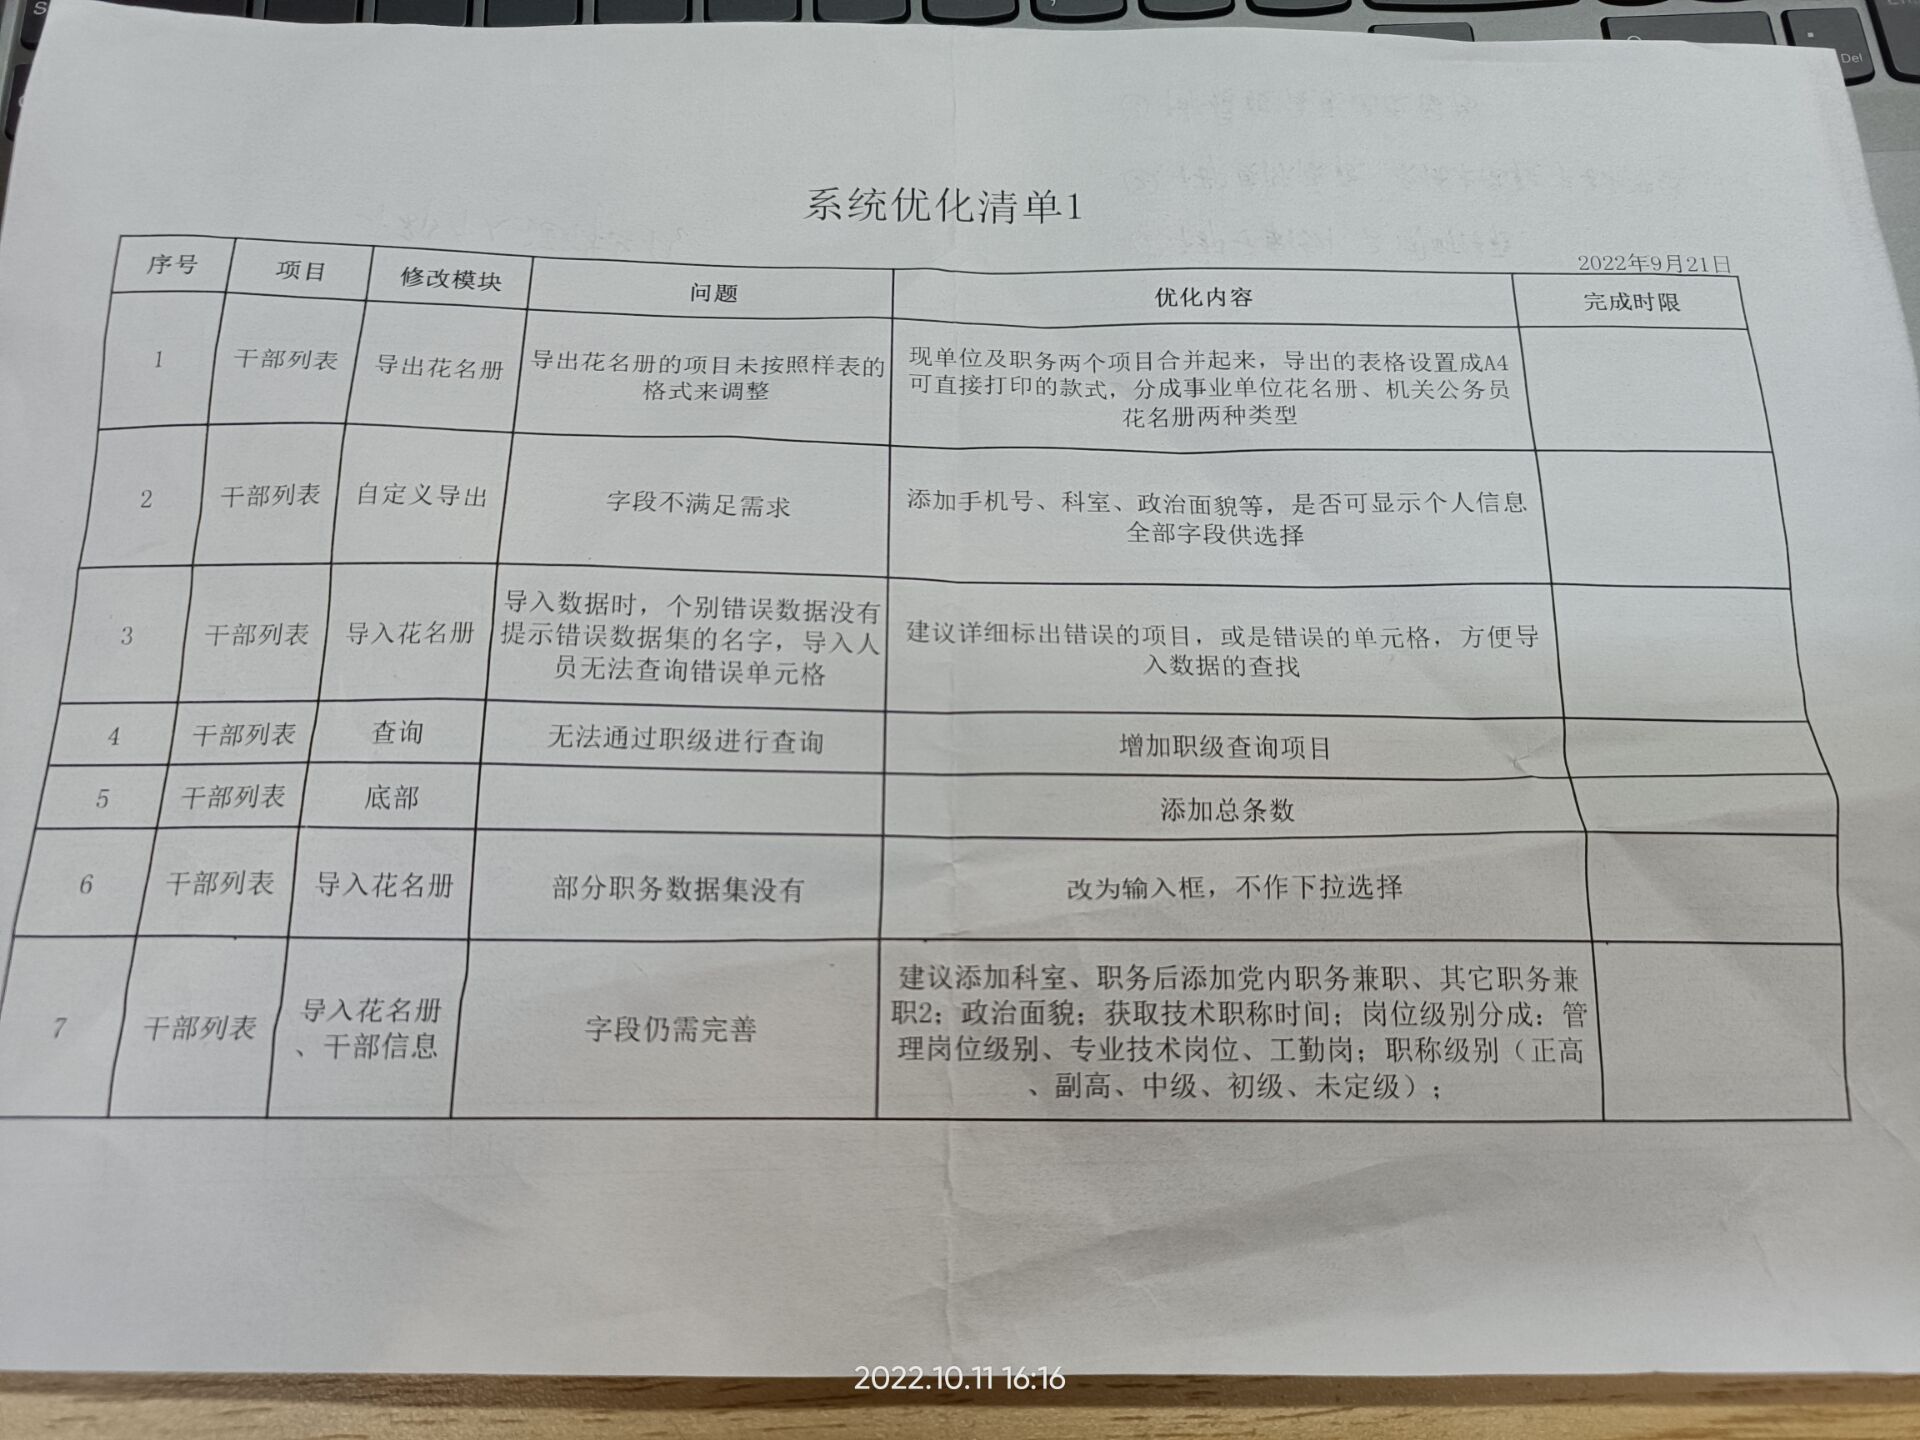 系统优化清单1
2022年9月21日
序号 项目 修改模块 问题 优化内容 完成时限
1 干部列表 导出花名册 导出花名册的项目未按照样表的
格式来调整 现单位及职务两个项目合并起来，导出的表格设置成A4
可直接打印的款式，分成事业单位花名册、机关公务员
花名册两种类型
2 干部列表 自定义导出 字段不满足需求 添加手机号、科室、政治面貌等，是否可显示个人信息
全部字段供选择
3 干部列表 导入花名册 导入数据时，个别错误数据没有
提示错误数据集的名字，导入人
员无法查询错误单元格 建议详细标出错误的项目，或是错误的单元格，方便导
入数据的查找
4 干部列表 查询 无法通过职级进行查询 增加职级查询项目
5 干部列表 底部 添加总条数
6 干部列表 导入花名册 部分职务数据集没有 改为输入框，不作下拉选择
7 干部列表 导入花名册
、干部信息 字段仍需完善 建议添加科室、职务后添加党内职务兼职、其它职务兼
职2；政治面貌；获取技术职称时间；岗位级别分成：管
理岗位级别、专业技术岗位、工勤岗；职称级别（正高
、副高、中级、初级、未定级）；
2022.10.11 16:16
Del